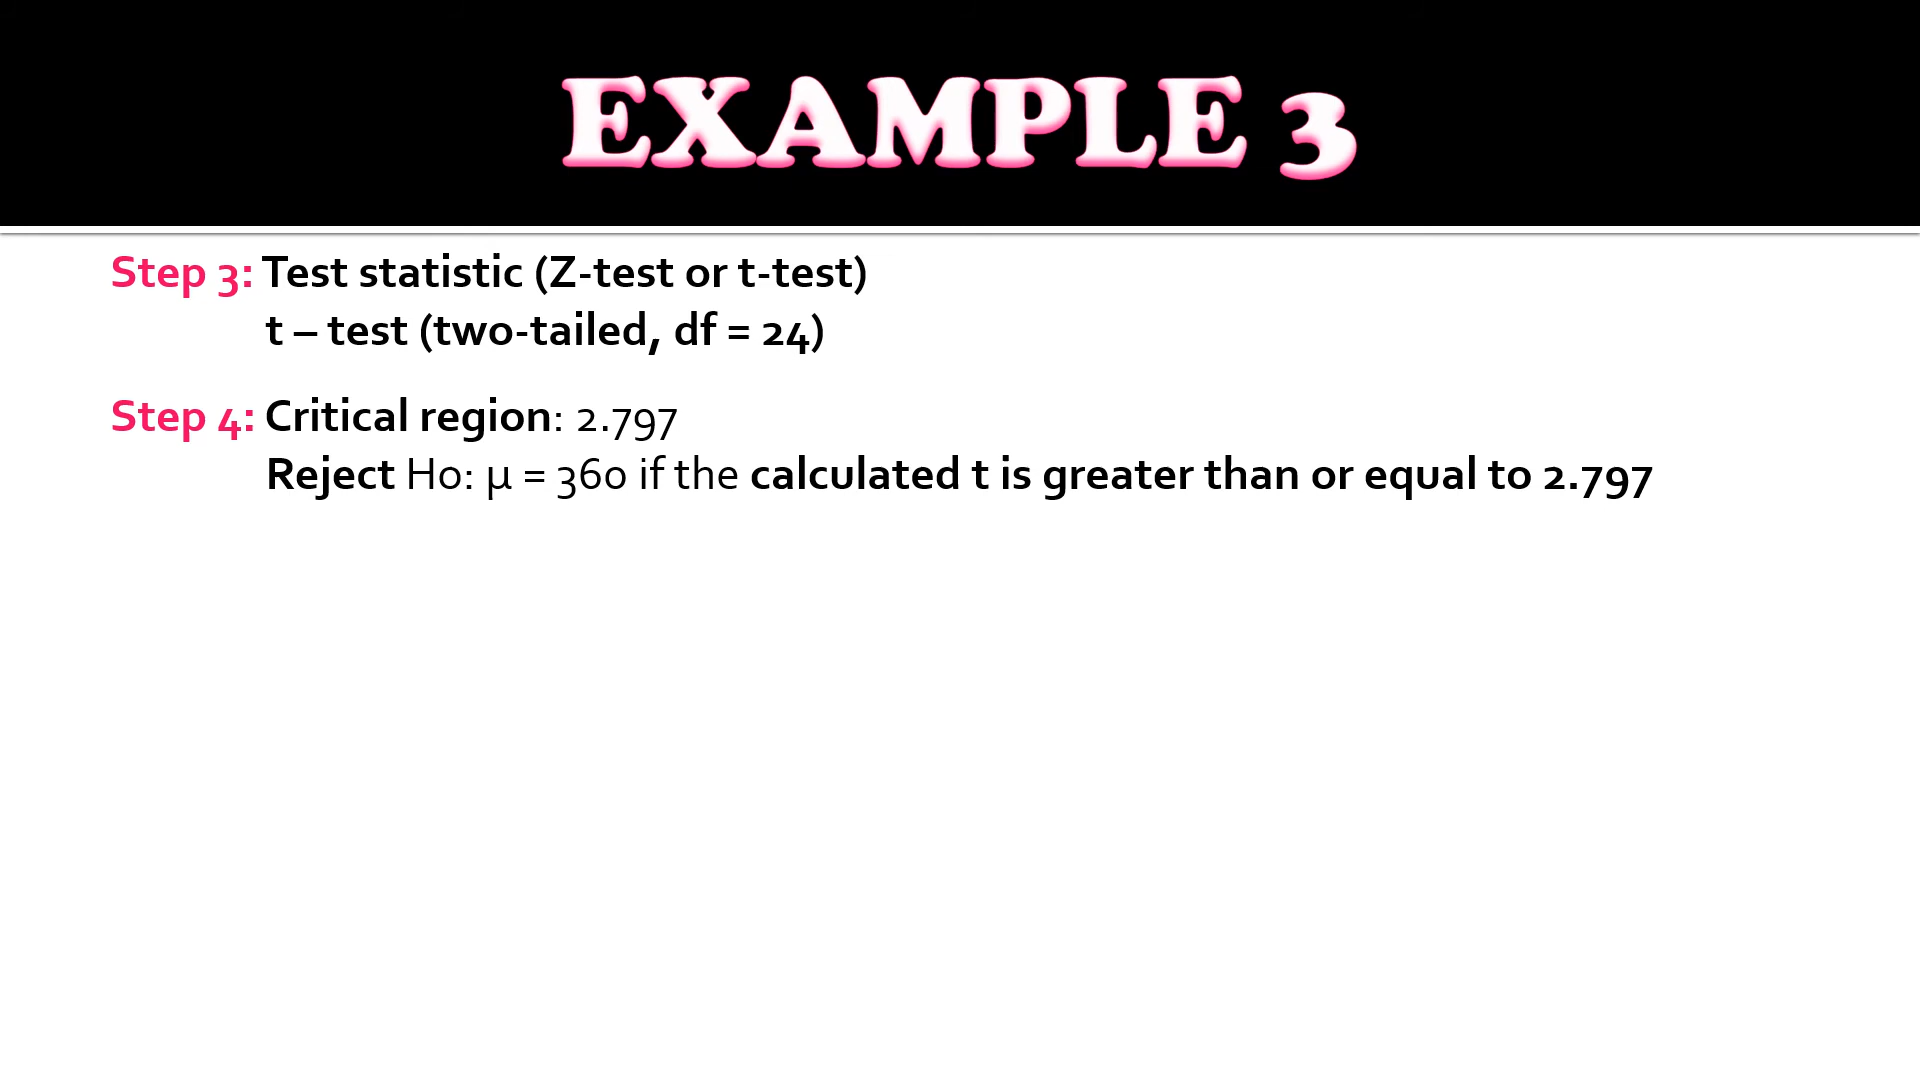 EXAMPLE 3
Step 3: Test statistic (Z-test or t-test)
t – test (two-tailed, df = 24)
Step 4: Critical region: 2.797
Reject Ho: μ = 360 if the calculated t is greater than or equal to 2.797